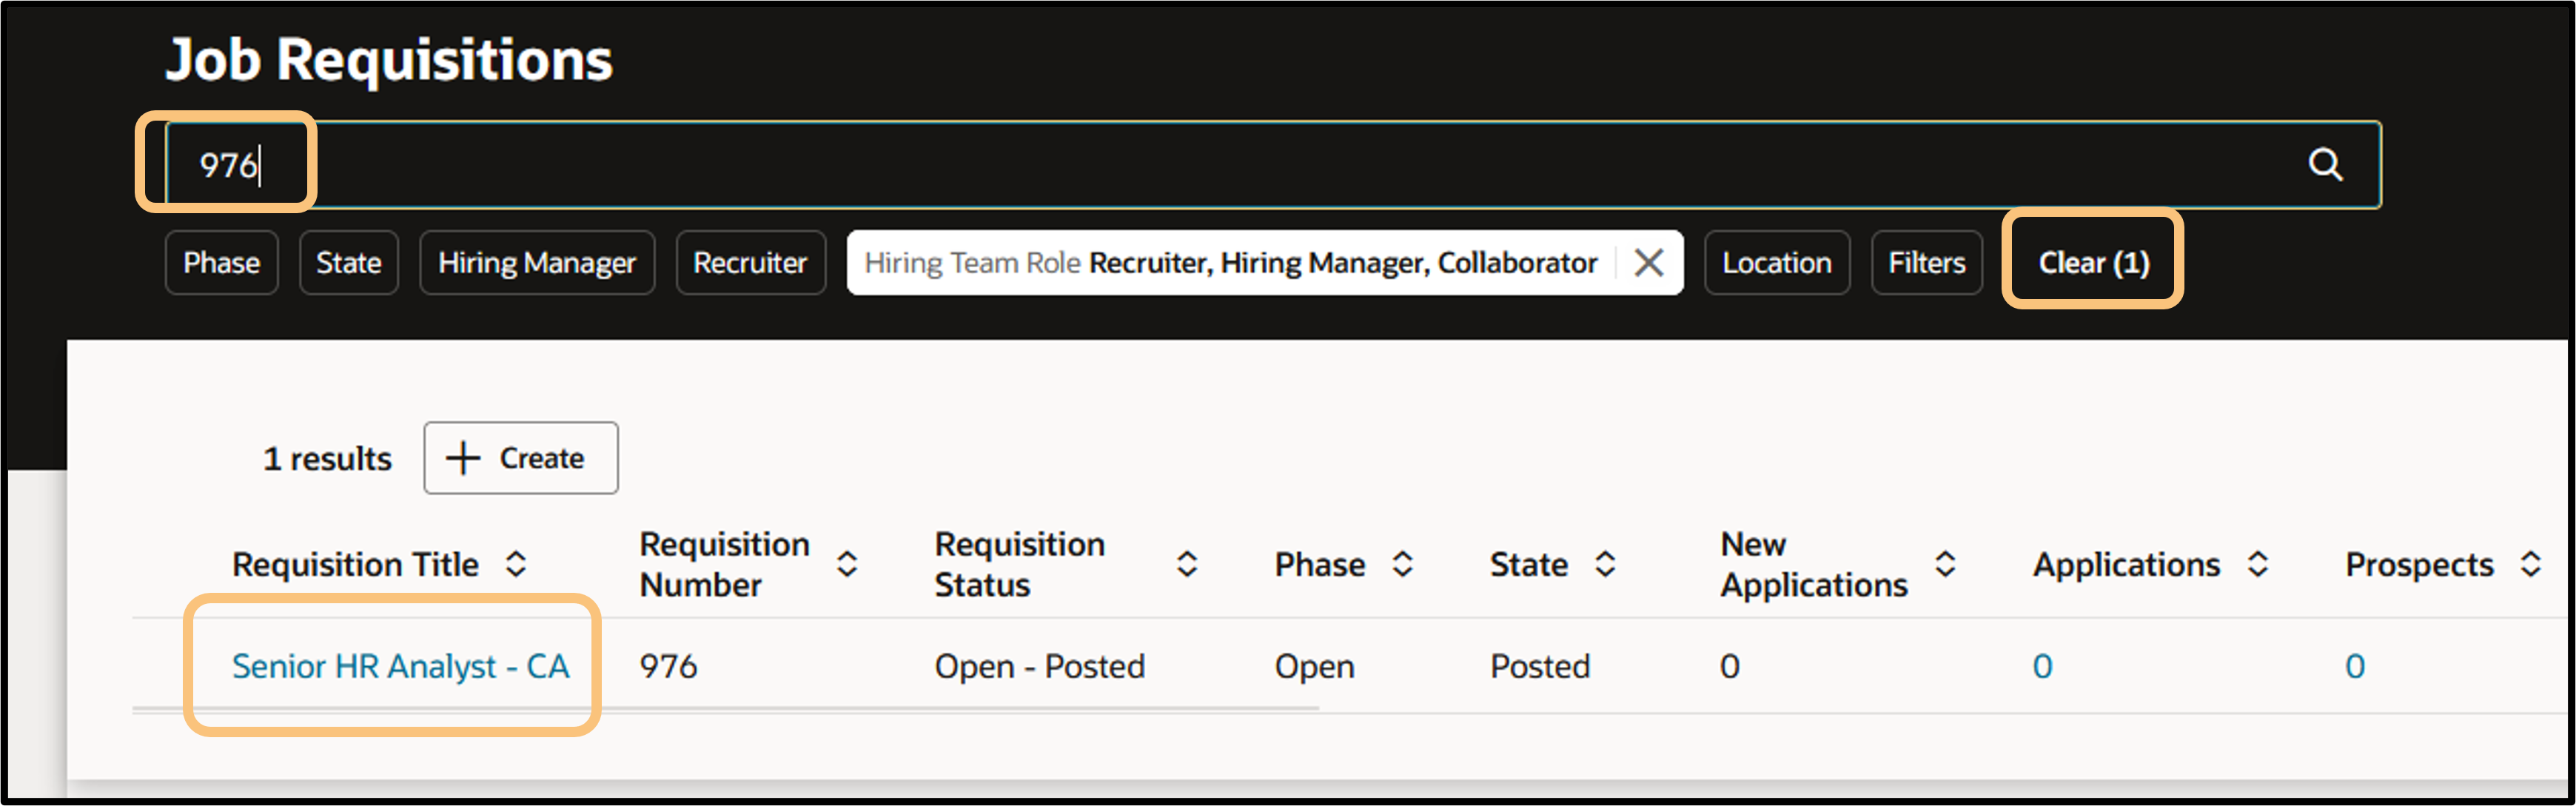 Job Requisitions
976
Phase State Hiring Manager Recruiter Hiring Team Role Recruiter, Hiring Manager, Collaborator Location Filters Clear (1)
1 results Create
Requisition Title Requisition Number Requisition Status Phase State New Applications Applications Prospects
Senior HR Analyst - CA 976 Open - Posted Open Posted 0 0 0